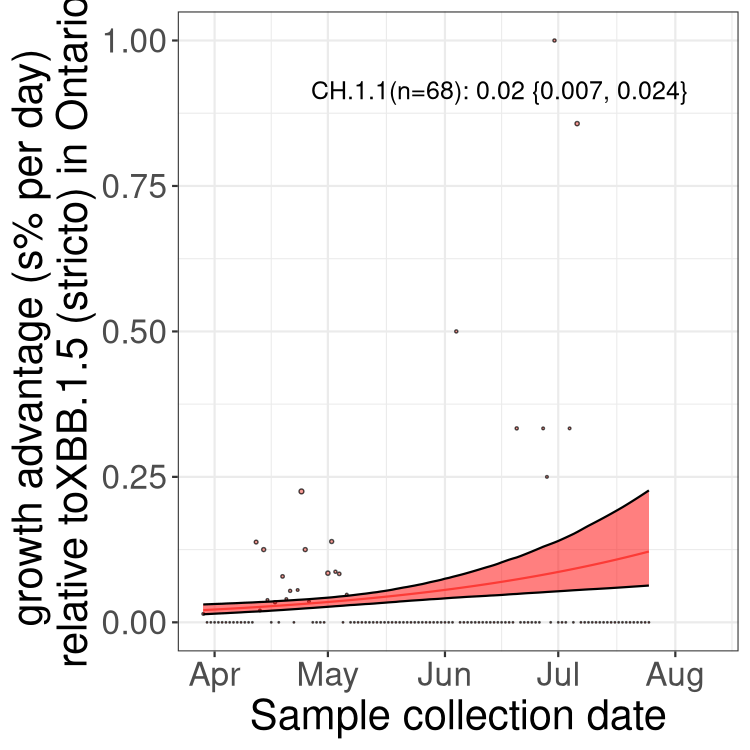 growth advantage (s% per day)
relative toXBB.1.5 (stricto) in Ontario
1.00
0.75
0.50
0.25
0.00
CH.1.1(n=68): 0.02 {0.007, 0.024}
Apr May Jun Jul Aug
Sample collection date